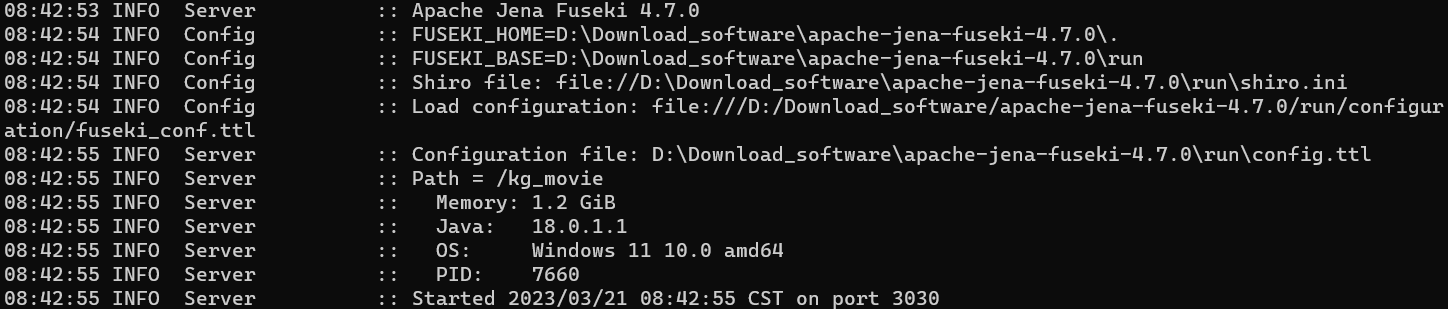 08:42:53 INFO  Server          :: Apache Jena Fuseki 4.7.0
08:42:54 INFO  Config          :: FUSEKI_HOME=D:\Download_software\apache-jena-fuseki-4.7.0\.
08:42:54 INFO  Config          :: FUSEKI_BASE=D:\Download_software\apache-jena-fuseki-4.7.0\run
08:42:54 INFO  Config          :: Shiro file: file://D:\Download_software\apache-jena-fuseki-4.7.0\run\shiro.ini
08:42:54 INFO  Config          :: Load configuration: file:///D:/Download_software/apache-jena-fuseki-4.7.0/run/configur
ation/fuseki_conf.ttl
08:42:55 INFO  Server          :: Configuration file: D:\Download_software\apache-jena-fuseki-4.7.0\run\config.ttl
08:42:55 INFO  Server          :: Path = /kg_movie
08:42:55 INFO  Server          ::   Memory: 1.2 GiB
08:42:55 INFO  Server          ::   Java:   18.0.1.1
08:42:55 INFO  Server          ::   OS:     Windows 11 10.0 amd64
08:42:55 INFO  Server          ::   PID:    7660
08:42:55 INFO  Server          :: Started 2023/03/21 08:42:55 CST on port 3030